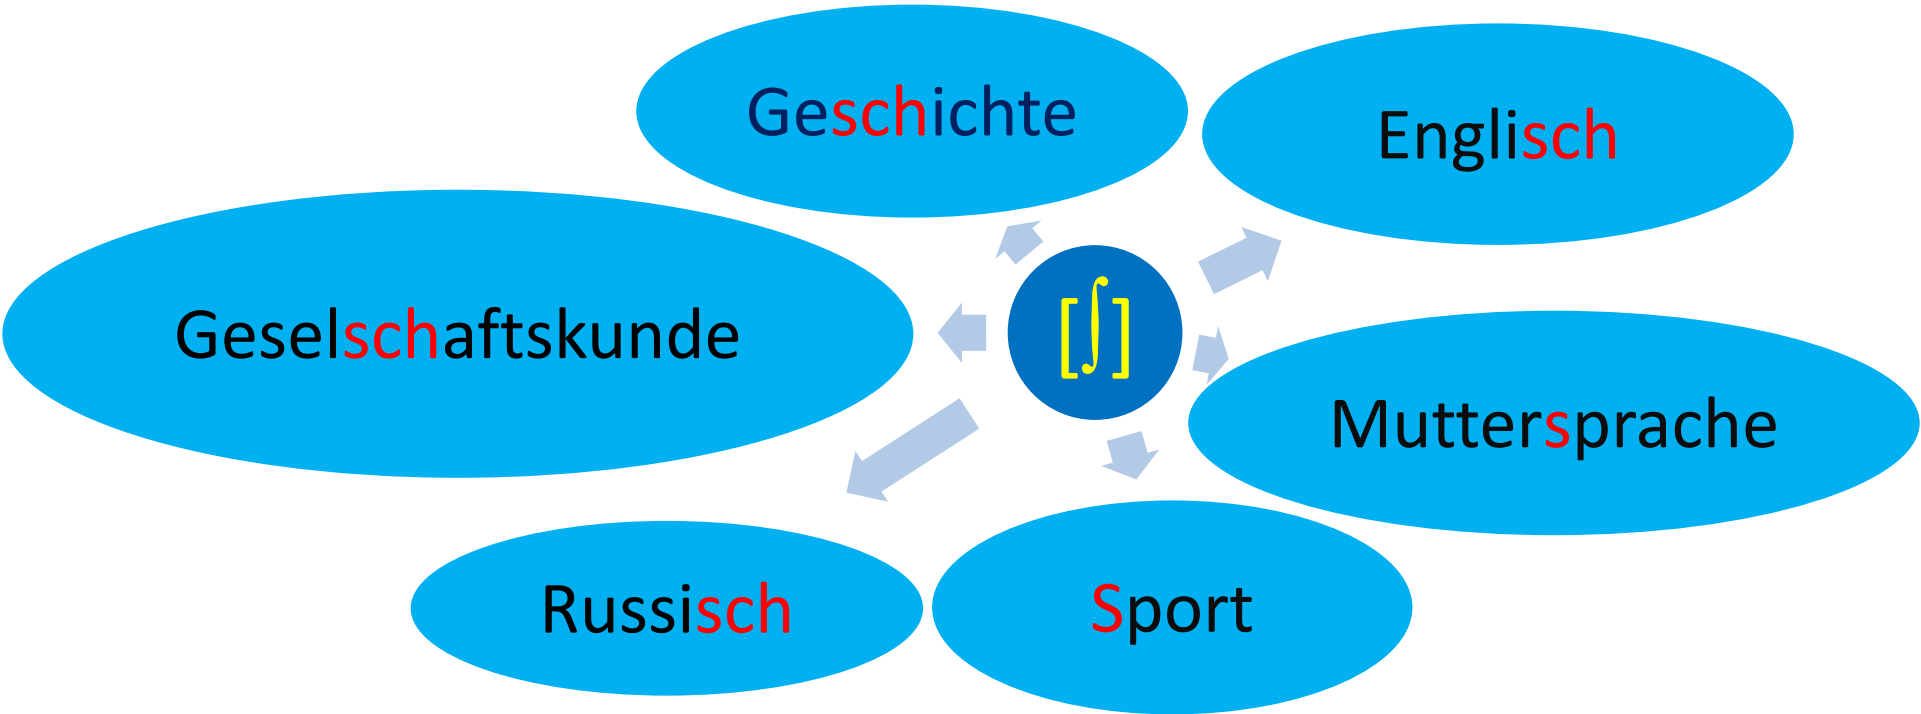 Geschichte
Englisch
Geselschaftskunde
[ʃ]
Muttersprache
Russisch
Sport